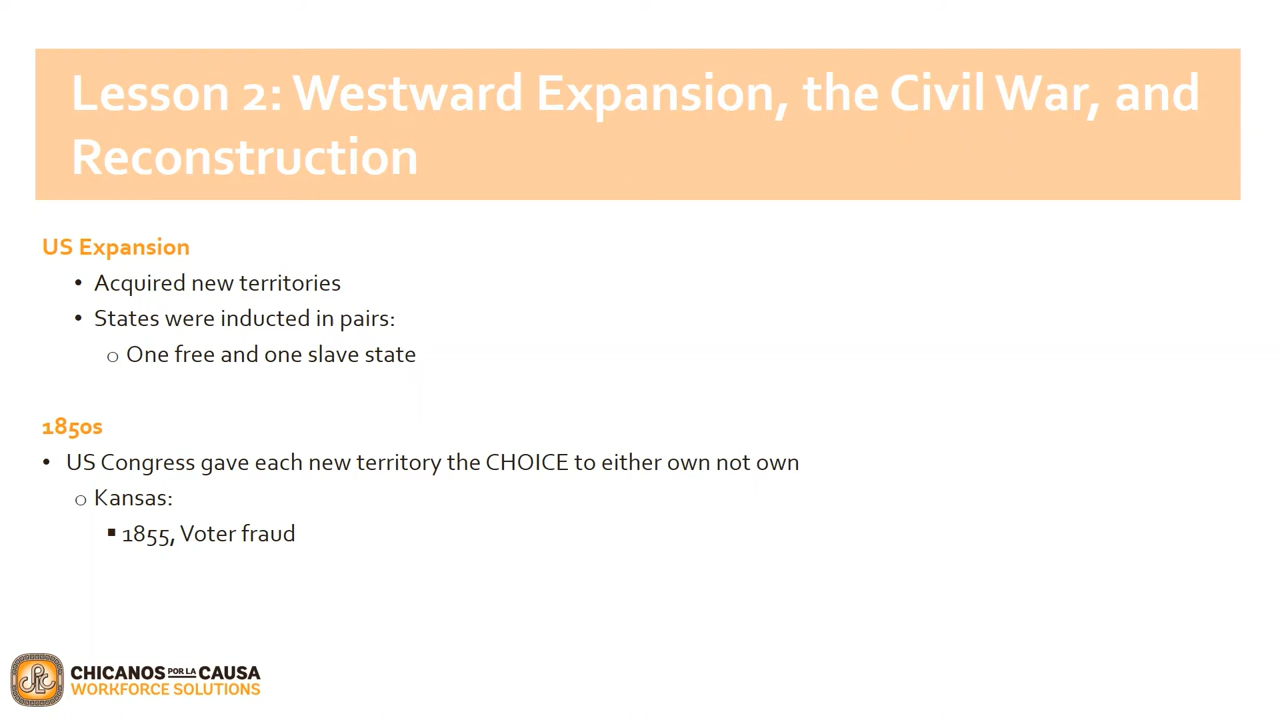 Lesson 2: Westward Expansion, the Civil War, and
Reconstruction
US Expansion
• Acquired new territories
• States were inducted in pairs:
o One free and one slave state
1850s
• US Congress gave each new territory the CHOICE to either own not own
o Kansas:
▪ 1855, Voter fraud
CHICANOS POR LA CAUSA
WORKFORCE SOLUTIONS